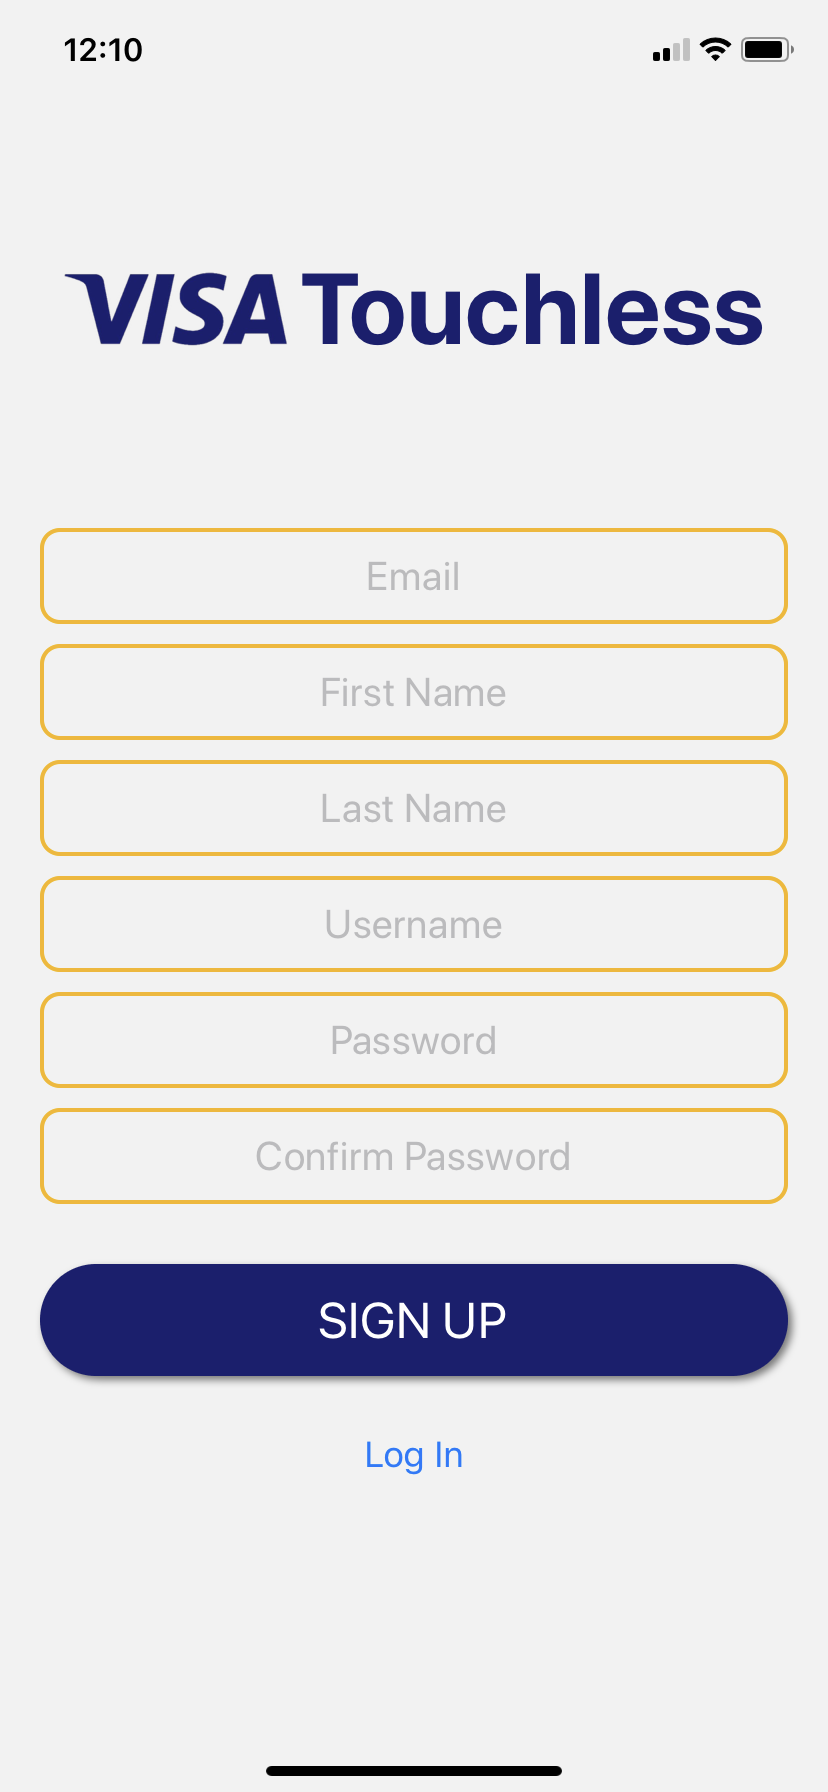 12:10
VISA Touchless
Email
First Name
Last Name
Username
Password
Confirm Password
SIGN UP
Log In